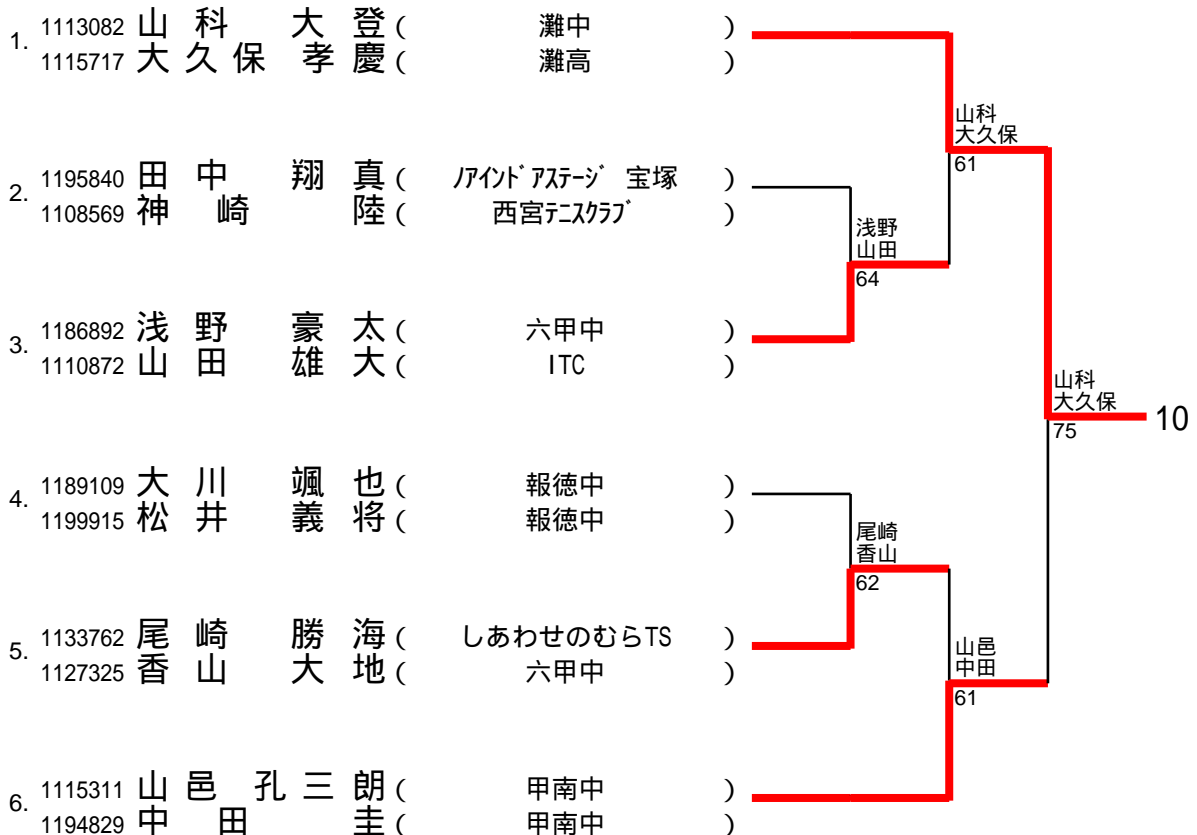 1. 1113082 山科 大登 ( 灘中 )
1115717 大久保 孝慶 ( 灘高 )
山科
大久保
61
2. 1195840 田中 翔真 ( ﾉｱｲﾝﾄﾞｱｽﾃｰｼﾞ 宝塚 )
1108569 神崎 陸 ( 西宮ﾃﾆｽｸﾗﾌﾞ )
浅野
山田
64
3. 1186892 浅野 豪太 ( 六甲中 )
1110872 山田 雄大 ( ITC )
山科
大久保
75
10
4. 1189109 大川 颯也 ( 報徳中 )
1199915 松井 義将 ( 報徳中 )
尾崎
香山
62
5. 1133762 尾崎 勝海 ( しあわせのむらTS )
1127325 香山 大地 ( 六甲中 )
山邑
中田
61
6. 1115311 山邑 孔三朗 ( 甲南中 )
1194829 中田 圭 ( 甲南中 )